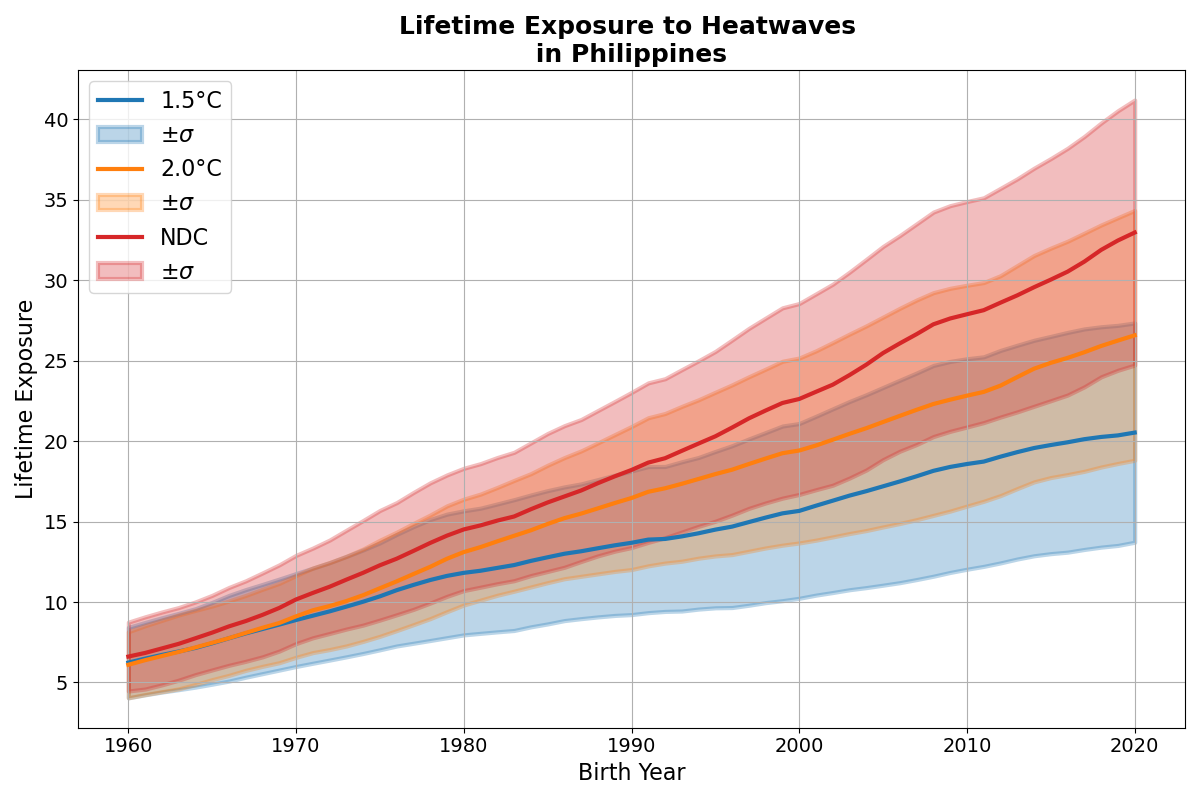 Lifetime Exposure to Heatwaves
in Philippines
1.5°C
±σ
2.0°C
±σ
NDC
±σ
Lifetime Exposure
40
35
30
25
20
15
10
5
1960 1970 1980 1990 2000 2010 2020
Birth Year